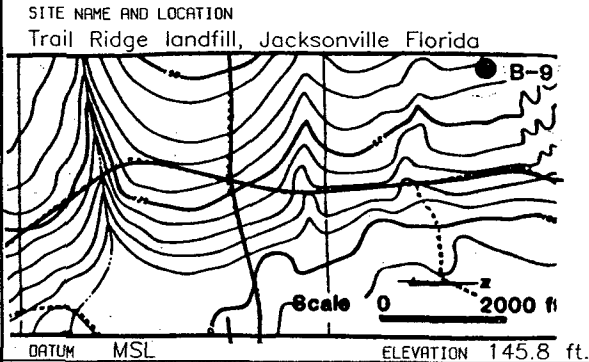 SITE NAME AND LOCATION
Trail Ridge landfill, Jacksonville Florida
B-9
z
Scale 0 2000 f
DATUM MSL ELEVATION 145.8 ft.